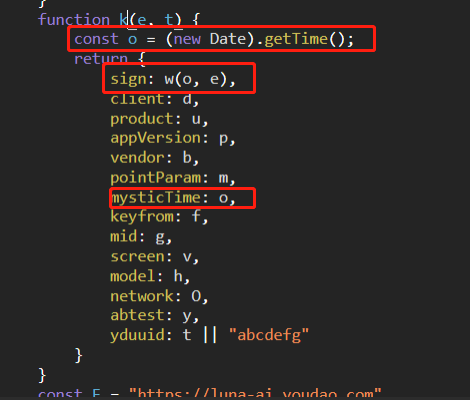 }
function k(e, t) {
const o = (new Date).getTime();
return {
sign: w(o, e),
client: d,
product: u,
appVersion: p,
vendor: b,
pointParam: m,
mysticTime: o,
keyfrom: f,
mid: g,
screen: v,
model: h,
network: O,
abtest: y,
yduuid: t || "abcdefg"
}
}
const E = "https://luna-ai.youdao.com"